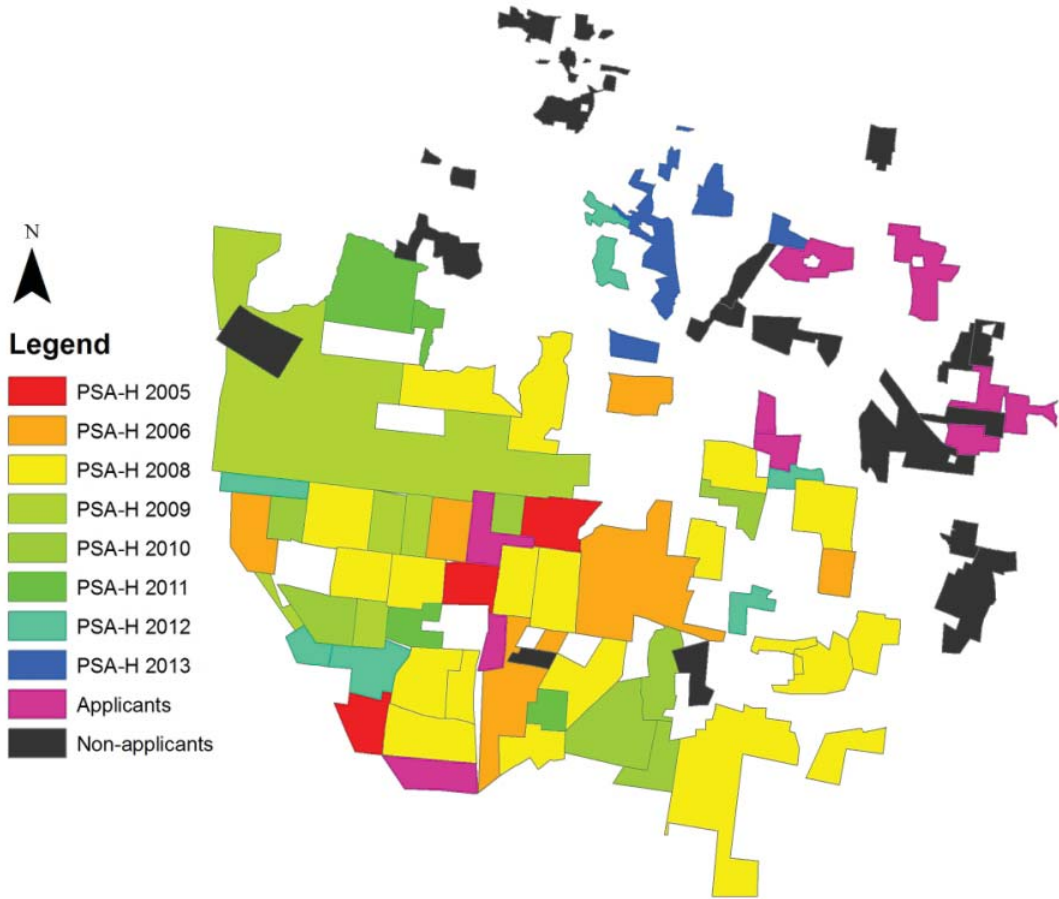 N
Legend
PSA-H 2005
PSA-H 2006
PSA-H 2008
PSA-H 2009
PSA-H 2010
PSA-H 2011
PSA-H 2012
PSA-H 2013
Applicants
Non-applicants